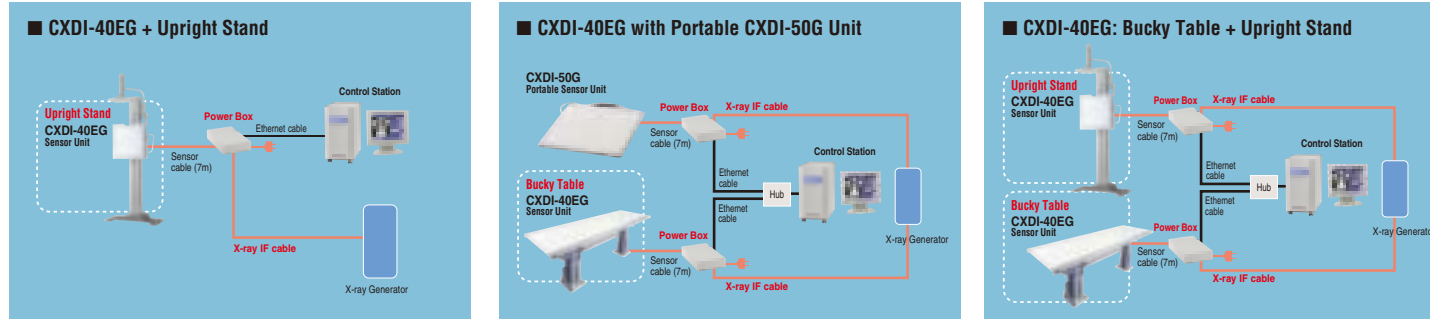 ■ CXDI-40EG + Upright Stand
Upright Stand
CXDI-40EG
Sensor Unit
Power Box
Ethernet cable
Control Station
Sensor
cable (7m)
X-ray IF cable
X-ray Generator
■ CXDI-40EG with Portable CXDI-50G Unit
CXDI-50G
Portable Sensor Unit
Power Box
X-ray IF cable
Sensor
cable (7m)
Control Station
Ethernet
cable
Hub
Bucky Table
CXDI-40EG
Sensor Unit
Ethernet
cable
Power Box
X-ray Generator
Sensor
cable (7m)
X-ray IF cable
■ CXDI-40EG: Bucky Table + Upright Stand
Upright Stand
CXDI-40EG
Sensor Unit
Power Box
X-ray IF cable
Sensor
cable (7m)
Control Station
Ethernet
cable
Hub
Bucky Table
CXDI-40EG
Sensor Unit
Ethernet
cable
Power Box
X-ray Generator
Sensor
cable (7m)
X-ray IF cable